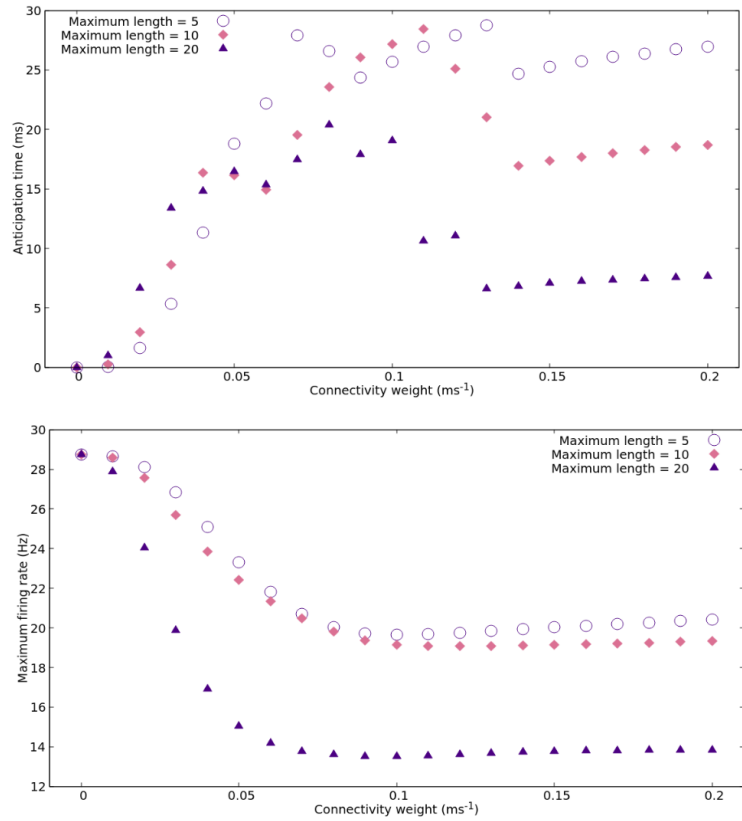 30
Maximum length = 5
Maximum length = 10
Maximum length = 20
25
20
15
10
5
0
Anticipation time (ms)
0 0.05 0.1 0.15 0.2
Connectivity weight (ms-1)
30
Maximum length = 5
Maximum length = 10
Maximum length = 20
28
26
24
22
20
18
16
14
12
Maximum firing rate (Hz)
0 0.05 0.1 0.15 0.2
Connectivity weight (ms-1)